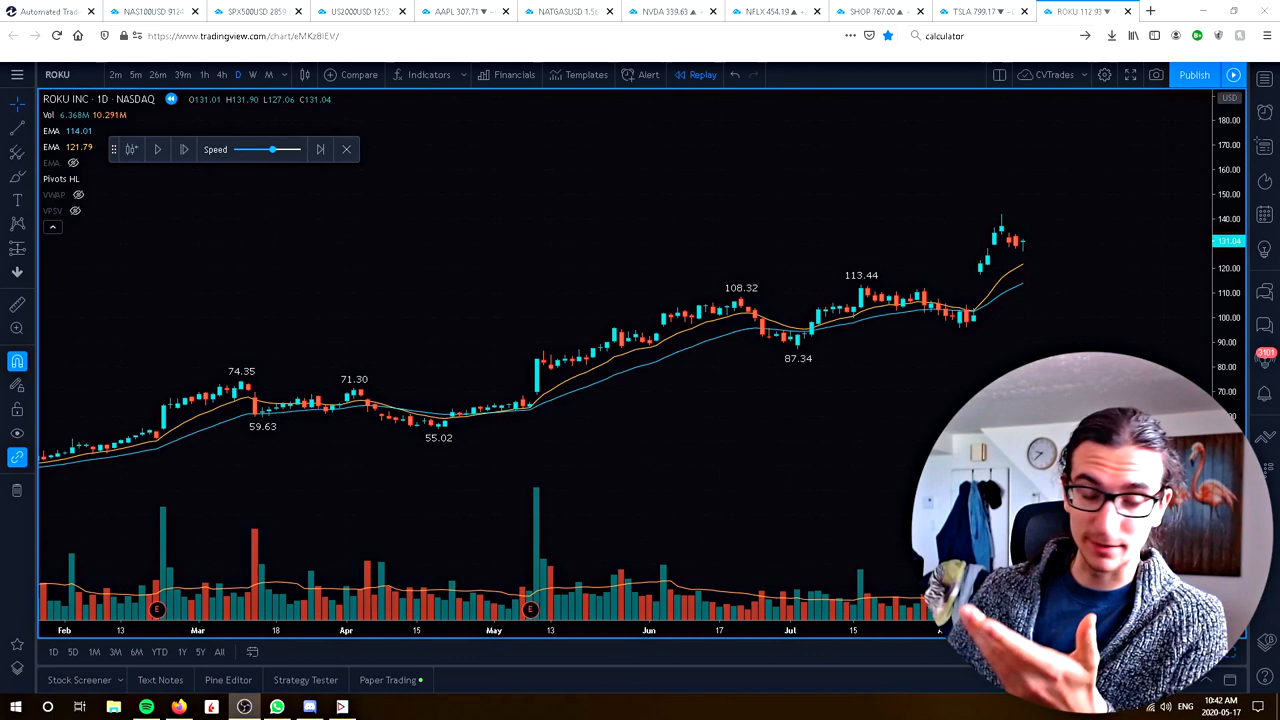 Automated Trad
NAS100USD 9124
SPX500USD 2859
US2000USD 1253
AAPL 307.71 ▼
NATGASUSD 1.56
NVDA 339.63 ▲
NFLX 454.19 ▲
SHOP 767.00 ▲
TSLA 799.17 ▼
ROKU 112.93 ▼
https://www.tradingview.com/chart/eMKz8IEV/
calculator
ROKU
2m 5m 26m 39m 1h 4h D W M
Compare
Indicators
Financials
Templates
Alert
Replay
CVTrades
Publish
ROKU INC · 1D · NASDAQ
O131.01 H131.90 L127.06 C131.04
USD
Vol 6.368M 10.291M
EMA 114.01
EMA 121.79
Speed
EMA
Pivots HL
VWAP
VPSV
180.00
170.00
160.00
150.00
140.00
131.04
120.00
110.00
100.00
90.00
80.00
70.00
113.44
108.32
87.34
74.35
71.30
59.63
55.02
3101
E
E
Feb 13 Mar 18 Apr 15 May 13 Jun 17 Jul 15
1D 5D 1M 3M 6M YTD 1Y 5Y All
Stock Screener
Text Notes
Pine Editor
Strategy Tester
Paper Trading
ENG
10:42 AM
2020-05-17